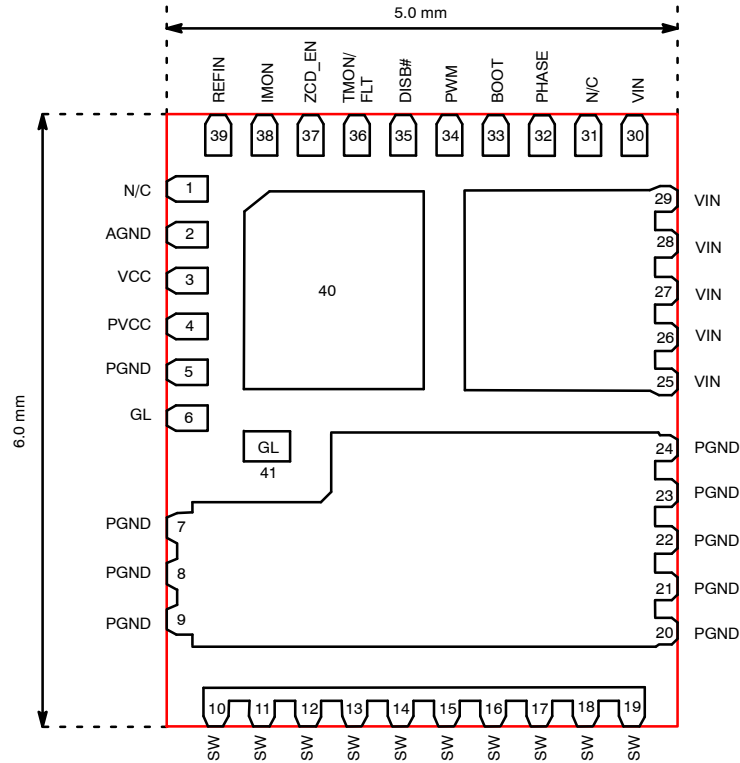 5.0 mm
REFIN
IMON
ZCD_EN
TMON/
FLT
DISB#
PWM
BOOT
PHASE
N/C
VIN
39
38
37
36
35
34
33
32
31
30
N/C
1
AGND
2
VCC
3
PVCC
4
PGND
5
GL
6
40
29
VIN
28
VIN
27
VIN
26
VIN
25
VIN
6.0 mm
GL
41
24
PGND
23
PGND
22
PGND
21
PGND
20
PGND
PGND
7
PGND
8
PGND
9
10
11
12
13
14
15
16
17
18
19
SW
SW
SW
SW
SW
SW
SW
SW
SW
SW